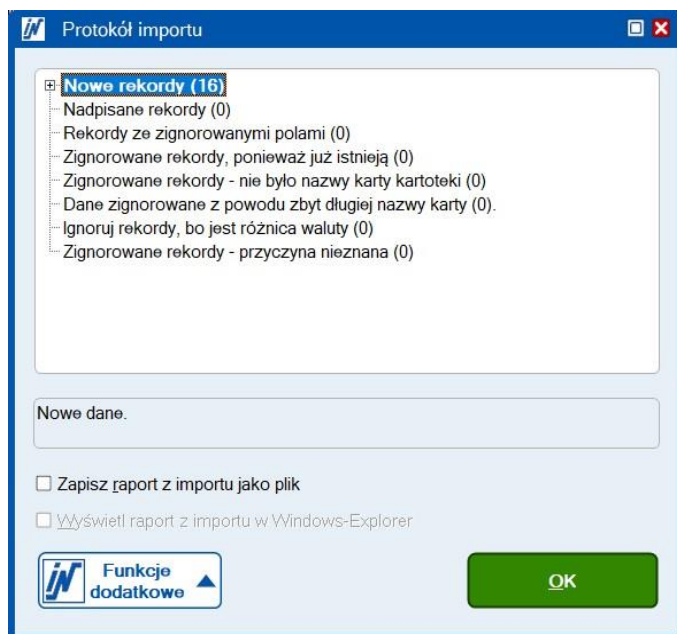 Protokół importu
Nowe rekordy (16)
Nadpisane rekordy (0)
Rekordy ze zignorowanymi polami (0)
Zignorowane rekordy, ponieważ już istnieją (0)
Zignorowane rekordy - nie było nazwy karty kartoteki (0)
Dane zignorowane z powodu zbyt długiej nazwy karty (0).
Ignoruj rekordy, bo jest różnica waluty (0)
Zignorowane rekordy - przyczyna nieznana (0)
Nowe dane.
Zapisz raport z importu jako plik
Wyświetl raport z importu w Windows-Explorer
Funkcje
dodatkowe
OK